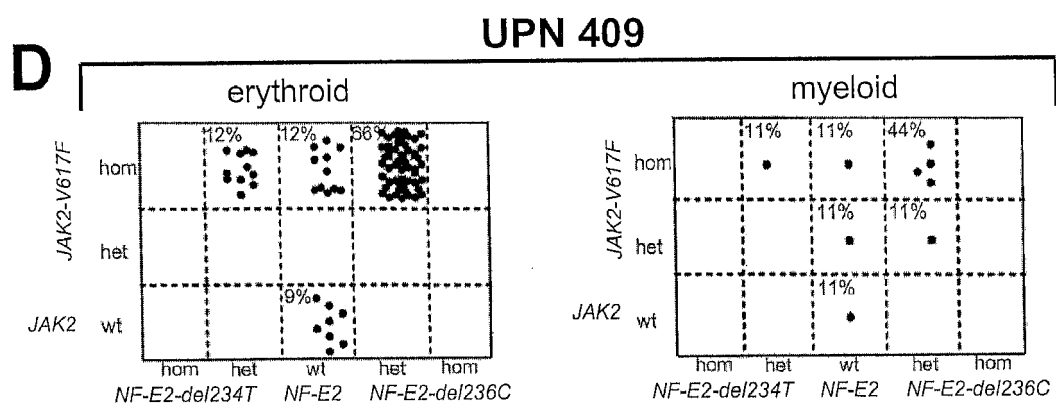 D
UPN 409
erythroid
myeloid
JAK2-V617F
JAK2
hom
het
wt
12%
12%
66%
9%
hom
het
wt
het
hom
NF-E2-del234T
NF-E2
NF-E2-del236C
JAK2-V617F
JAK2
hom
het
wt
11%
11%
44%
11%
11%
11%
hom
het
wt
het
hom
NF-E2-del234T
NF-E2
NF-E2-del236C